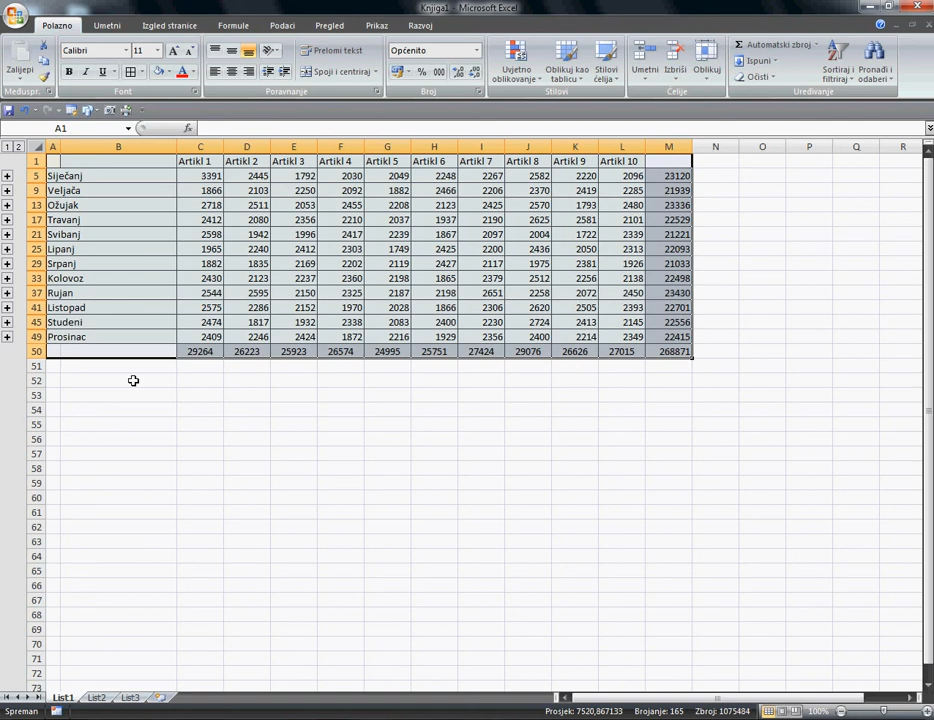 Knjiga1 - Microsoft Excel
Polazno Umetni Izgled stranice Formule Podaci Pregled Prikaz Razvoj
Zalijepi
Calibri 11
B I U
Prelomi tekst
Spoji i centriraj
Općenito
% 000
Uvjetno oblikovanje
Oblikuj kao tablicu
Stilovi ćelija
Umetni Izbriši Oblikuj
Σ Automatski zbroj
Ispuni
Očisti
Sortiraj i filtriraj
Pronađi i odaberi
Međuspr. Font Poravnanje Broj Stilovi Ćelije Uređivanje
A1 fx
1 2 A B C D E F G H I J K L M N O P Q R
1 Artikl 1 Artikl 2 Artikl 3 Artikl 4 Artikl 5 Artikl 6 Artikl 7 Artikl 8 Artikl 9 Artikl 10
5 Siječanj 3391 2445 1792 2030 2049 2248 2267 2582 2220 2096 23120
9 Veljača 1866 2103 2250 2092 1882 2466 2206 2370 2419 2285 21939
13 Ožujak 2718 2511 2053 2455 2208 2123 2425 2570 1793 2480 23336
17 Travanj 2412 2080 2356 2210 2037 1937 2190 2625 2581 2101 22529
21 Svibanj 2598 1942 1996 2417 2239 1867 2097 2004 1722 2339 21221
25 Lipanj 1965 2240 2412 2303 1749 2425 2200 2436 2050 2313 22093
29 Srpanj 1882 1835 2169 2202 2119 2427 2117 1975 2381 1926 21033
33 Kolovoz 2430 2123 2237 2360 2198 1865 2379 2512 2256 2138 22498
37 Rujan 2544 2595 2150 2325 2187 2198 2651 2258 2072 2450 23430
41 Listopad 2575 2286 2152 1970 2028 1866 2306 2620 2505 2393 22701
45 Studeni 2474 1817 1932 2338 2083 2400 2230 2724 2413 2145 22556
49 Prosinac 2409 2246 2424 1872 2216 1929 2356 2400 2214 2349 22415
50 29264 26223 25923 26574 24995 25751 27424 29076 26626 27015 268871
51
52
53
54
55
56
57
58
59
60
61
62
63
64
65
66
67
68
69
70
71
72
73
List1 List2 List3
Spreman Prosjek: 7520,867133 Brojanje: 165 Zbroj: 1075484 100%